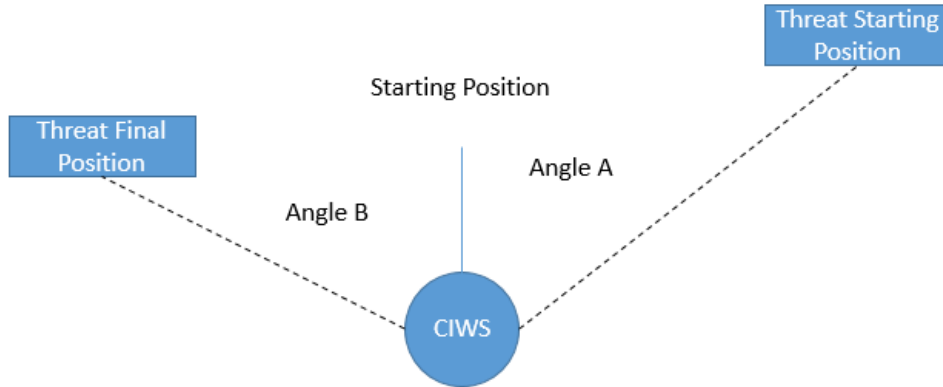 Threat Starting
Position
Starting Position
Threat Final
Position
Angle A
Angle B
CIWS